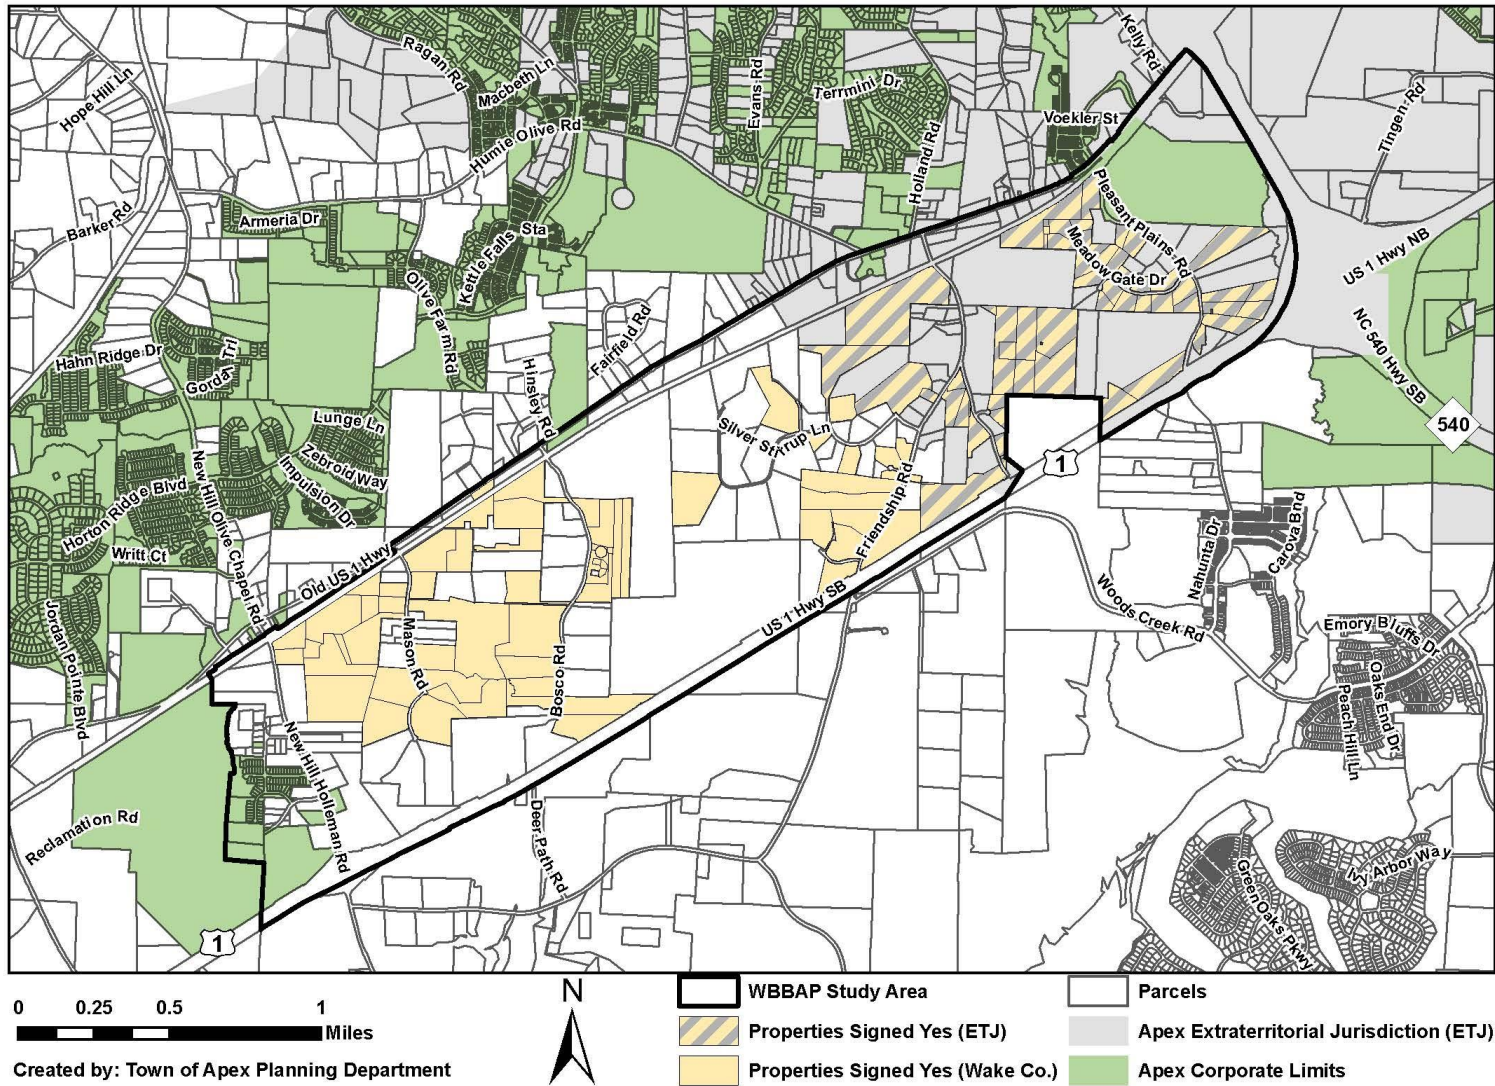 Kelly Rd
Ragan Rd
Macbeth Ln
Evans Rd
Terrmini Dr
Hope Hill Ln
Humie Olive Rd
Voekler St
Tingen Rd
Holland Rd
Barker Rd
Armeria Dr
Kettle Falls Sta
Pleasant Plains Rd
Meadow Gate Dr
US 1 Hwy NB
Olive Farm Rd
Fairfield Rd
NC 540 Hwy SB
Hahn Ridge Dr
Gordal Trl
Hinsley Rd
540
Lunge Ln
Silver Stirrup Ln
Zebroid Way
Impulsion Dr
1
Horton Ridge Blvd
New Hill Olive Chapel Rd
Friendship Rd
Carova Bnd
Nahunta Dr
Writt Ct
Old US 1 Hwy
Woods Creek Rd
US 1 Hwy SB
Jordan Pointe Blvd
Mason Rd
Bosco Rd
Emory Bluffs Dr
Oaks End Dr
Peach Hill Ln
New Hill Holleman Rd
Reclamation Rd
Deer Path Rd
Ivy Arbor Way
Green Oaks Pkwy
1
0 0.25 0.5 1
Miles
Created by: Town of Apex Planning Department
N
WBBAP Study Area
Properties Signed Yes (ETJ)
Properties Signed Yes (Wake Co.)
Parcels
Apex Extraterritorial Jurisdiction (ETJ)
Apex Corporate Limits